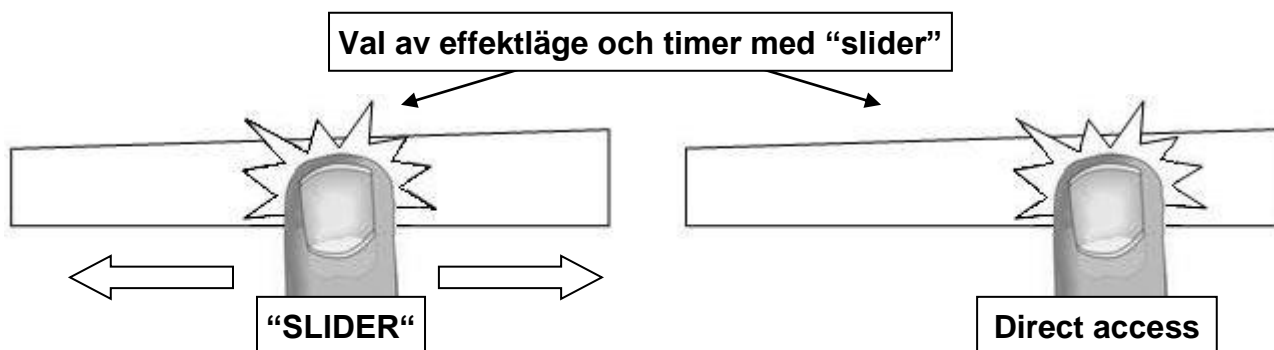 Val av effektläge och timer med “slider”
“SLIDER“
Direct access